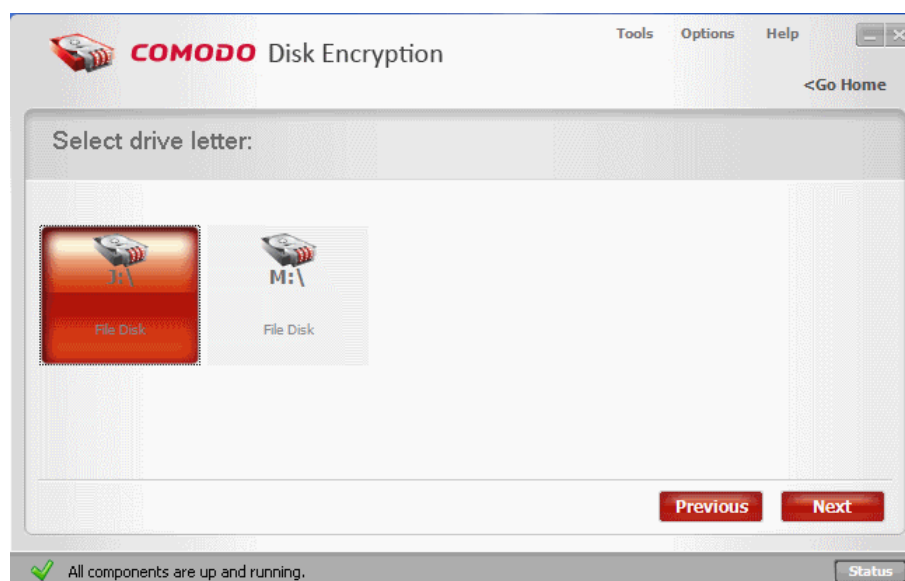 COMODO Disk Encryption
Tools Options Help
<Go Home
Select drive letter:
J:\
File Disk
M:\
File Disk
Previous Next
All components are up and running.
Status